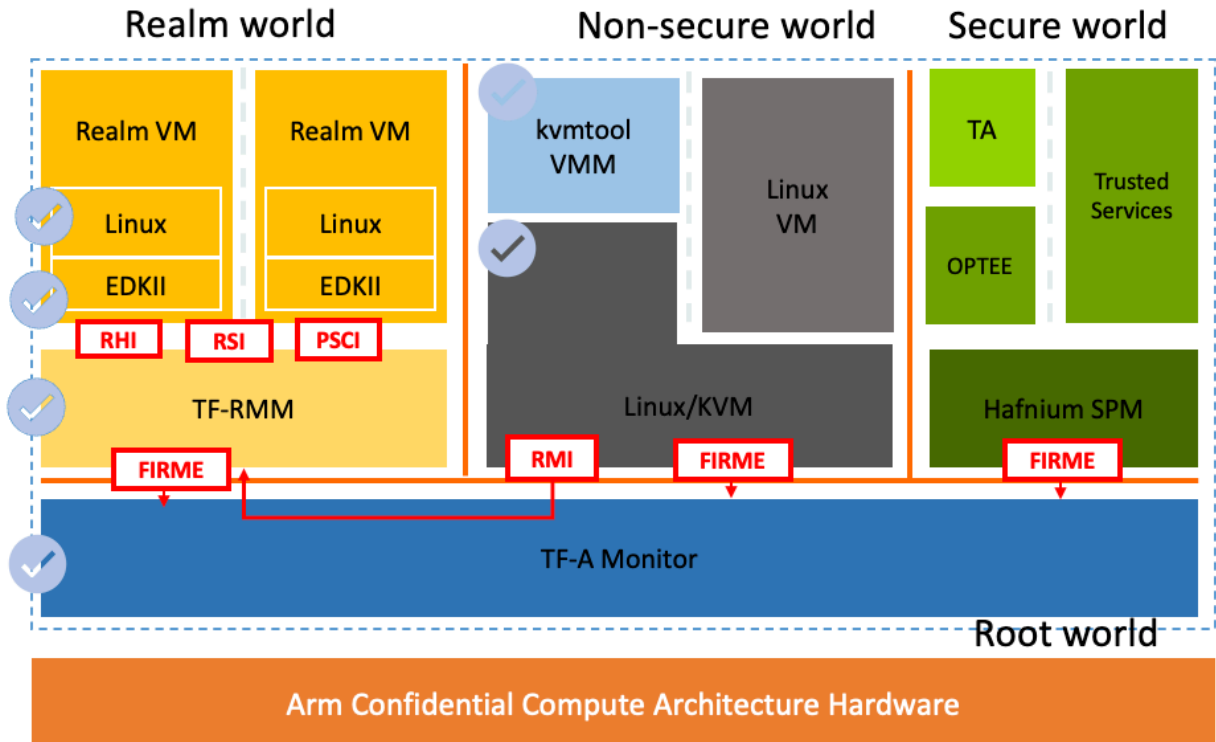 Realm world
Non-secure world
Secure world
Realm VM
Realm VM
Linux
Linux
EDKII
EDKII
RHI
RSI
PSCI
TF-RMM
FIRME
kvmtool
VMM
Linux
VM
Linux/KVM
RMI
FIRME
TA
Trusted
Services
OPTEE
Hafnium SPM
FIRME
TF-A Monitor
Root world
Arm Confidential Compute Architecture Hardware